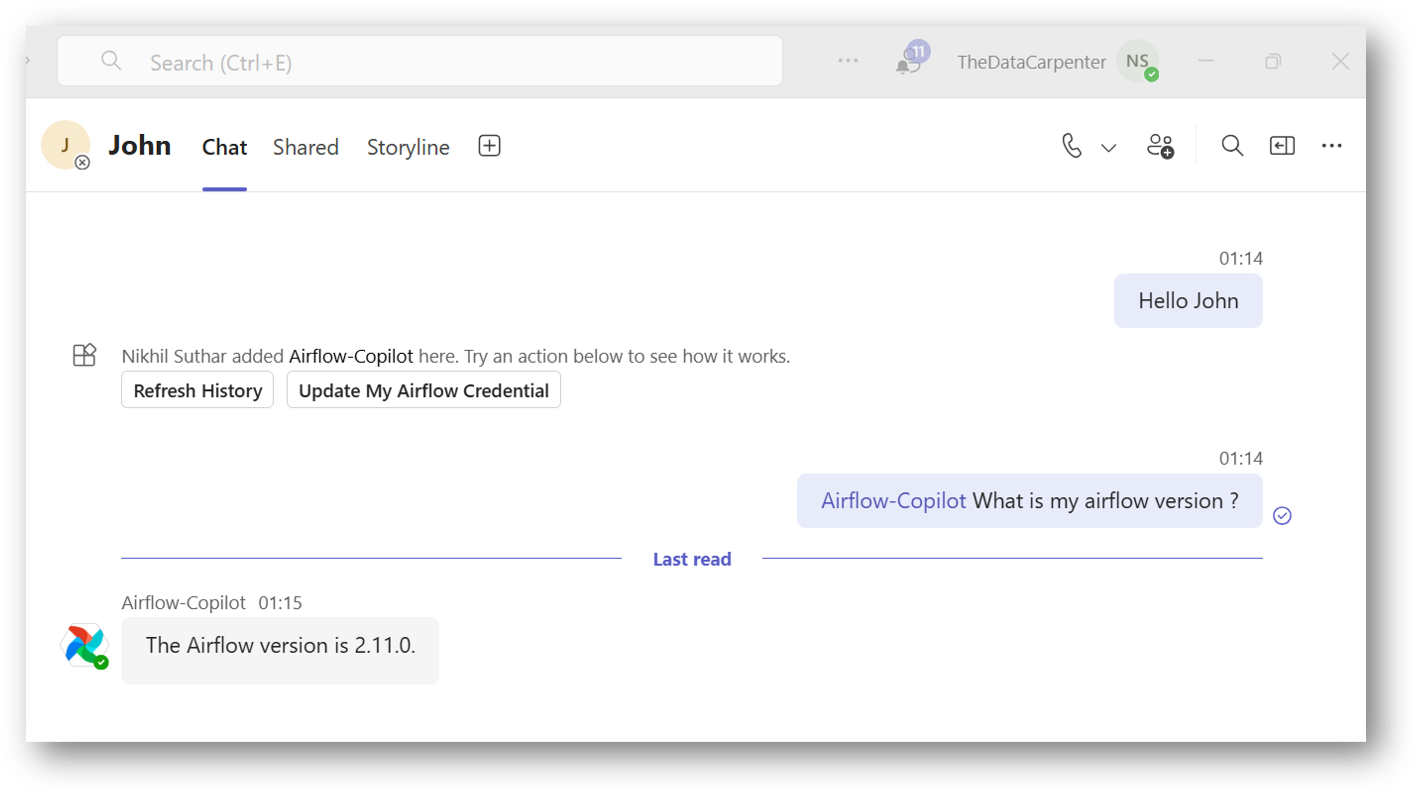 Search (Ctrl+E)
11
TheDataCarpenter
NS
J
John
Chat
Shared
Storyline
01:14
Hello John
Nikhil Suthar added Airflow-Copilot here. Try an action below to see how it works.
Refresh History
Update My Airflow Credential
01:14
Airflow-Copilot What is my airflow version ?
Last read
Airflow-Copilot 01:15
The Airflow version is 2.11.0.